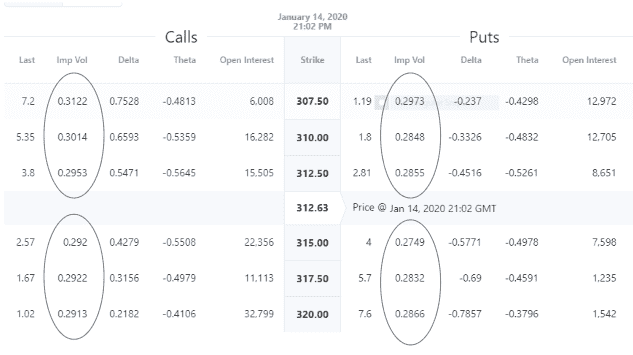 January 14, 2020
21:02 PM
Calls Puts
Last Imp Vol Delta Theta Open Interest Strike Last Imp Vol Delta Theta Open Interest
7.2 0.3122 0.7528 -0.4813 6,008 307.50 1.19 0.2973 -0.237 -0.4298 12,972
5.35 0.3014 0.6593 -0.5359 16,282 310.00 1.8 0.2848 -0.3326 -0.4832 12,705
3.8 0.2953 0.5471 -0.5645 15,505 312.50 2.81 0.2855 -0.4516 -0.5261 8,651
312.63 Price @ Jan 14, 2020 21:02 GMT
2.57 0.292 0.4279 -0.5508 22,356 315.00 4 0.2749 -0.5771 -0.4978 7,598
1.67 0.2922 0.3156 -0.4979 11,113 317.50 5.7 0.2832 -0.69 -0.4591 1,235
1.02 0.2913 0.2182 -0.4106 32,799 320.00 7.6 0.2866 -0.7857 -0.3796 1,542